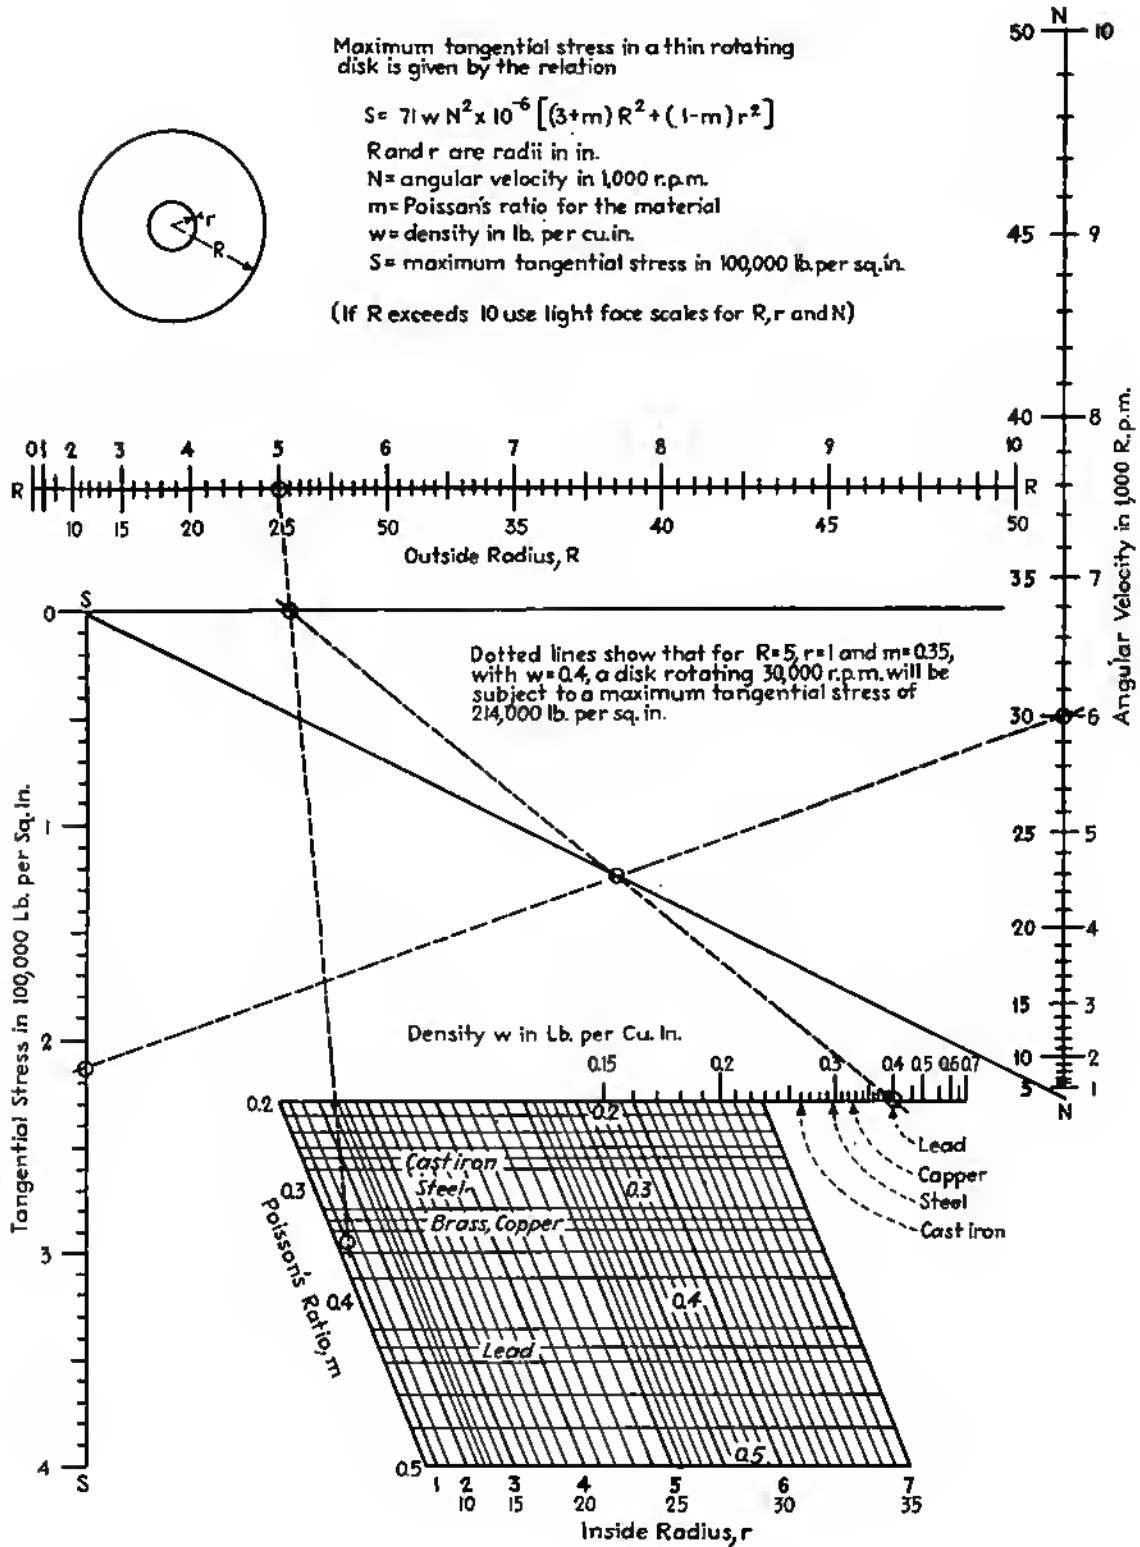 Maximum tangential stress in a thin rotating
disk is given by the relation
S= 71 w N² x 10⁻⁶ [(3+m) R² + (1-m) r²]
R and r are radii in in.
N= angular velocity in 1,000 r.p.m.
m= Poisson's ratio for the material
w= density in lb. per cu.in.
S= maximum tangential stress in 100,000 lb. per sq.in.
(If R exceeds 10 use light face scales for R, r and N)
r
R
N
50 10
45 9
40 8
35 7
30 6
25 5
20 4
15 3
10 2
5 1
N
Angular Velocity in 1,000 R.p.m.
0 1 2 3 4 5 6 7 8 9 10
R R
10 15 20 215 50 35 40 45 50
Outside Radius, R
S
0
1
2
3
4
S
Tangential Stress in 100,000 Lb. per Sq. In.
Dotted lines show that for R=5, r=1 and m=0.35,
with w=0.4, a disk rotating 30,000 r.p.m. will be
subject to a maximum tangential stress of
214,000 lb. per sq. in.
Density w in Lb. per Cu. In.
0.15 0.2 0.3 0.4 0.5 0.6 0.7
Lead
Copper
Steel
Cast iron
0.2 0.2
Cast iron
Steel
0.3 0.3
Brass, Copper
0.4 0.4
Lead
0.5 0.5
Poisson's Ratio, m
1 2 3 4 5 6 7
10 15 20 25 30 35
Inside Radius, r